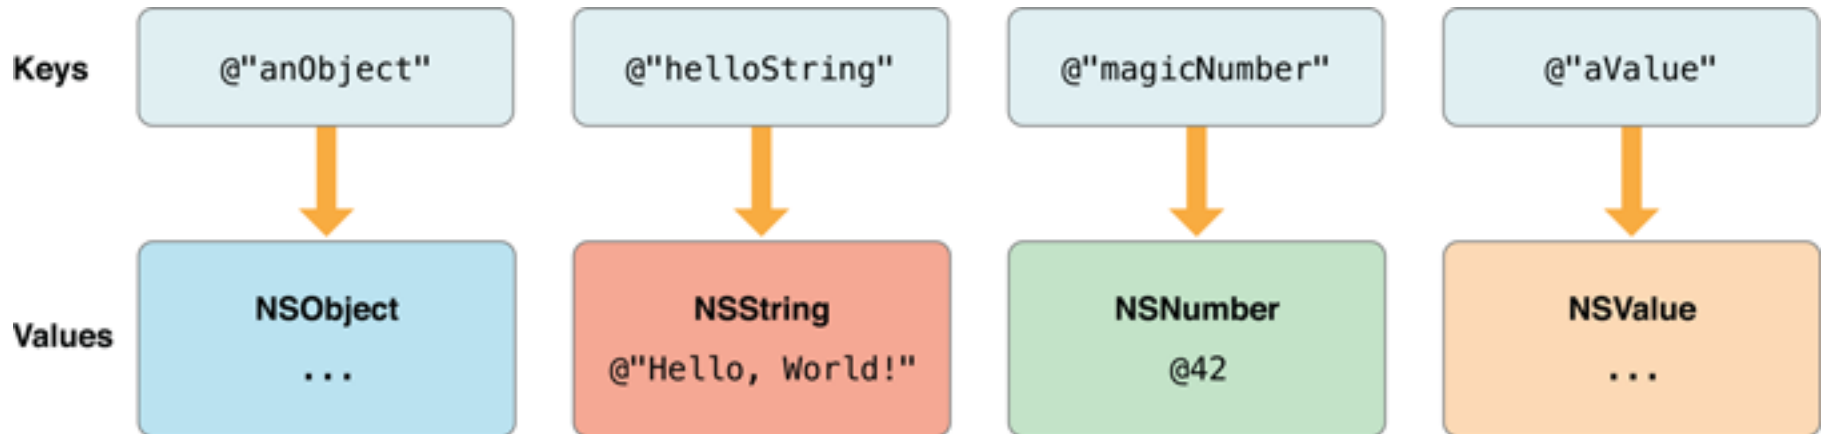 Keys
@"anObject"
@"helloString"
@"magicNumber"
@"aValue"
Values
NSObject
...
NSString
@"Hello, World!"
NSNumber
@42
NSValue
...